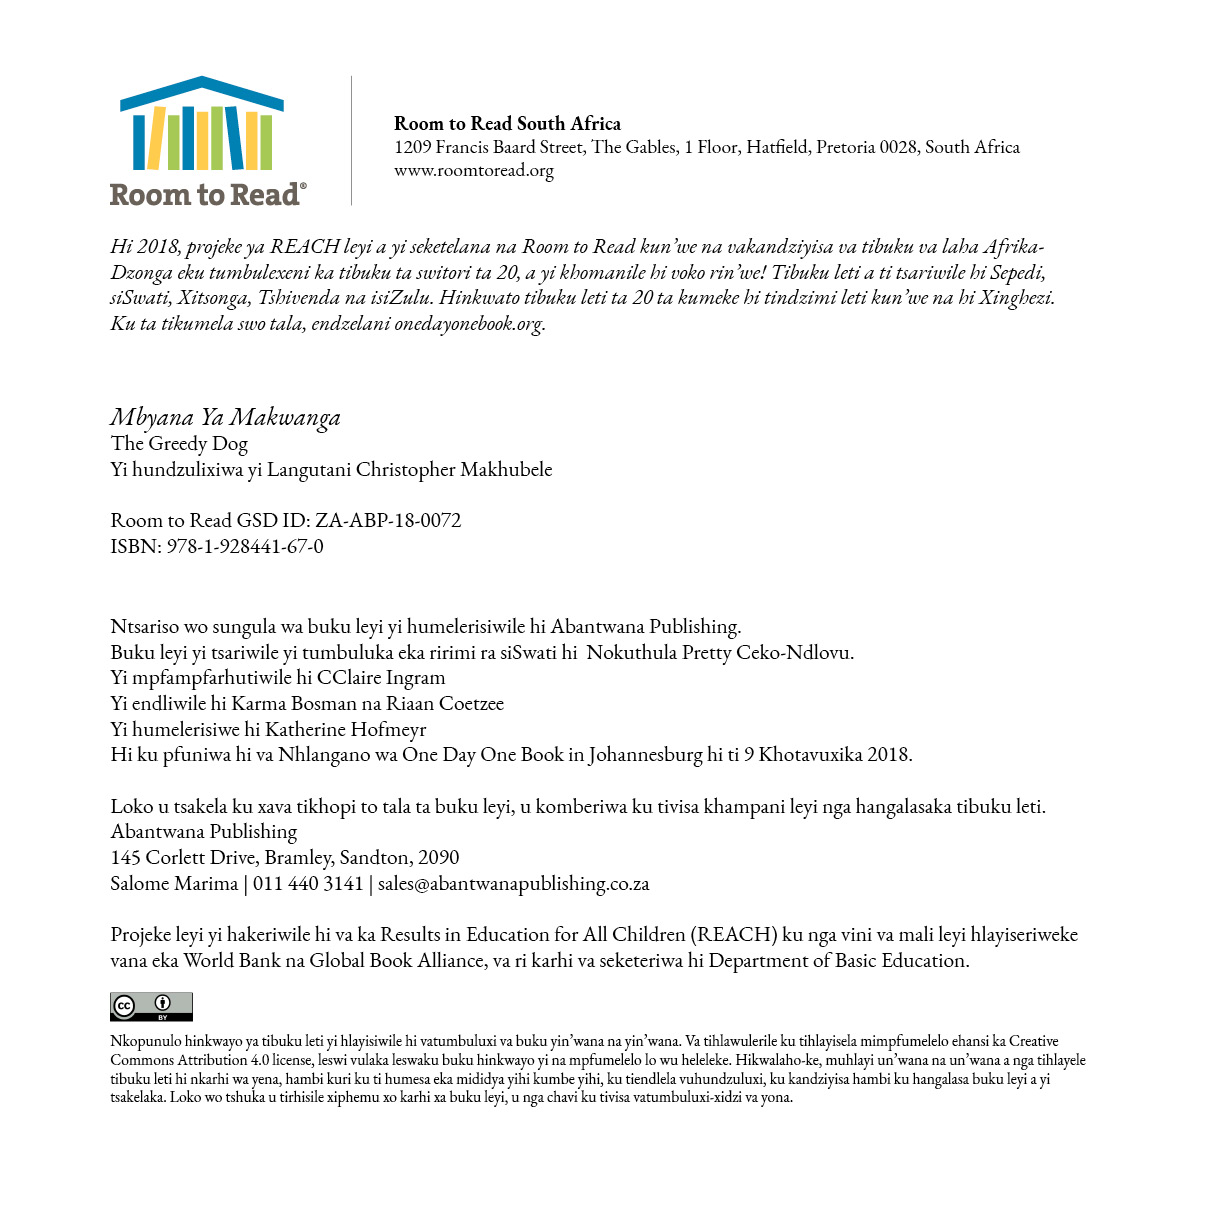 Room to Read®
Room to Read South Africa
1209 Francis Baard Street, The Gables, 1 Floor, Hatfield, Pretoria 0028, South Africa
www.roomtoread.org
Hi 2018, projeke ya REACH leyi a yi seketelana na Room to Read kun’we na vakandziyisa va tibuku va laha Afrika-
Dzonga eku tumbulexeni ka tibuku ta switori ta 20, a yi khomanile hi voko rin’we! Tibuku leti a ti tsariwile hi Sepedi,
siSwati, Xitsonga, Tshivenda na isiZulu. Hinkwato tibuku leti ta 20 ta kumeke hi tindzimi leti kun’we na hi Xinghezi.
Ku ta tikumela swo tala, endzelani onedayonebook.org.
Mbyana Ya Makwanga
The Greedy Dog
Yi hundzulixiwa yi Langutani Christopher Makhubele
Room to Read GSD ID: ZA-ABP-18-0072
ISBN: 978-1-928441-67-0
Ntsariso wo sungula wa buku leyi yi humelerisiwile hi Abantwana Publishing.
Buku leyi yi tsariwile yi tumbuluka eka ririmi ra siSwati hi  Nokuthula Pretty Ceko-Ndlovu.
Yi mpfampfarhutiwile hi CClaire Ingram
Yi endliwile hi Karma Bosman na Riaan Coetzee
Yi humelerisiwe hi Katherine Hofmeyr
Hi ku pfuniwa hi va Nhlangano wa One Day One Book in Johannesburg hi ti 9 Khotavuxika 2018.
Loko u tsakela ku xava tikhopi to tala ta buku leyi, u komberiwa ku tivisa khampani leyi nga hangalasaka tibuku leti.
Abantwana Publishing
145 Corlett Drive, Bramley, Sandton, 2090
Salome Marima | 011 440 3141 | sales@abantwanapublishing.co.za
Projeke leyi yi hakeriwile hi va ka Results in Education for All Children (REACH) ku nga vini va mali leyi hlayiseriweke
vana eka World Bank na Global Book Alliance, va ri karhi va seketeriwa hi Department of Basic Education.
cc BY
Nkopunulo hinkwayo ya tibuku leti yi hlayisiwile hi vatumbuluxi va buku yin’wana na yin’wana. Va tihlawulerile ku tihlayisela mimpfumelelo ehansi ka Creative
Commons Attribution 4.0 license, leswi vulaka leswaku buku hinkwayo yi na mpfumelelo lo wu heleleke. Hikwalaho-ke, muhlayi un’wana na un’wana a nga tihlayele
tibuku leti hi nkarhi wa yena, hambi kuri ku ti humesa eka mididya yihi kumbe yihi, ku tiendlela vuhundzuluxi, ku kandziyisa hambi ku hangalasa buku leyi a yi
tsakelaka. Loko wo tshuka u tirhisile xiphemu xo karhi xa buku leyi, u nga chavi ku tivisa vatumbuluxi-xidzi va yona.